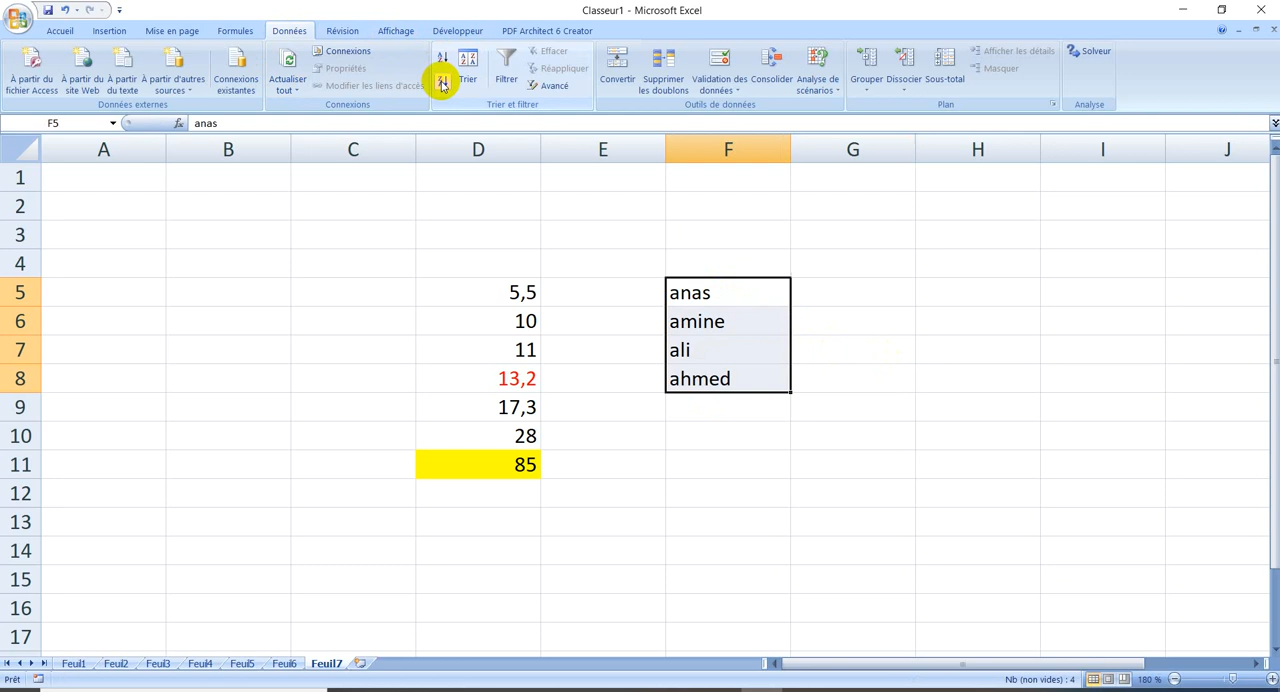 Classeur1 - Microsoft Excel
Accueil Insertion Mise en page Formules Données Révision Affichage Développeur PDF Architect 6 Creator
À partir du fichier Access
À partir du site Web
À partir du texte
À partir d'autres sources
Connexions existantes
Données externes
Actualiser tout
Connexions
Propriétés
Modifier les liens d'accès
Connexions
Trier
Filtrer
Effacer
Réappliquer
Avancé
Trier et filtrer
Convertir
Supprimer les doublons
Validation des données
Consolider
Analyse de scénarios
Outils de données
Grouper
Dissocier
Sous-total
Afficher les détails
Masquer
Plan
Solveur
Analyse
F5 fx anas
A B C D E F G H I J
1
2
3
4
5 5,5 anas
6 10 amine
7 11 ali
8 13,2 ahmed
9 17,3
10 28
11 85
12
13
14
15
16
17
Feuil1 Feuil2 Feuil3 Feuil4 Feuil5 Feuil6 Feuil7
Prêt Nb (non vides) : 4 180 %